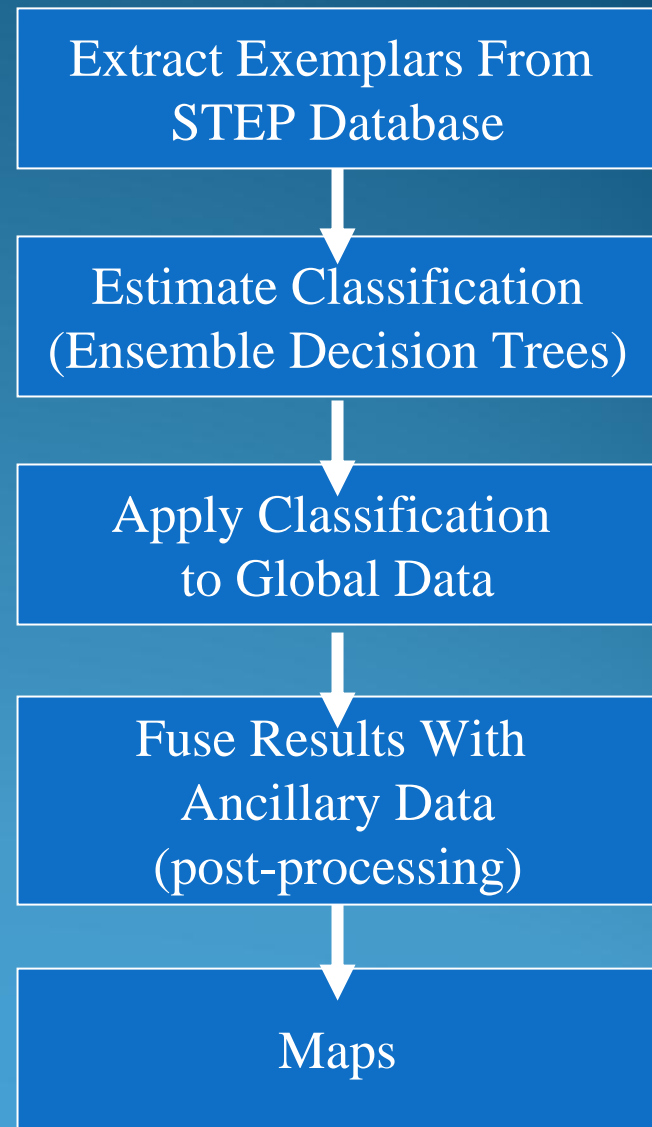 Extract Exemplars From
STEP Database
Estimate Classification
(Ensemble Decision Trees)
Apply Classification
to Global Data
Fuse Results With
Ancillary Data
(post-processing)
Maps